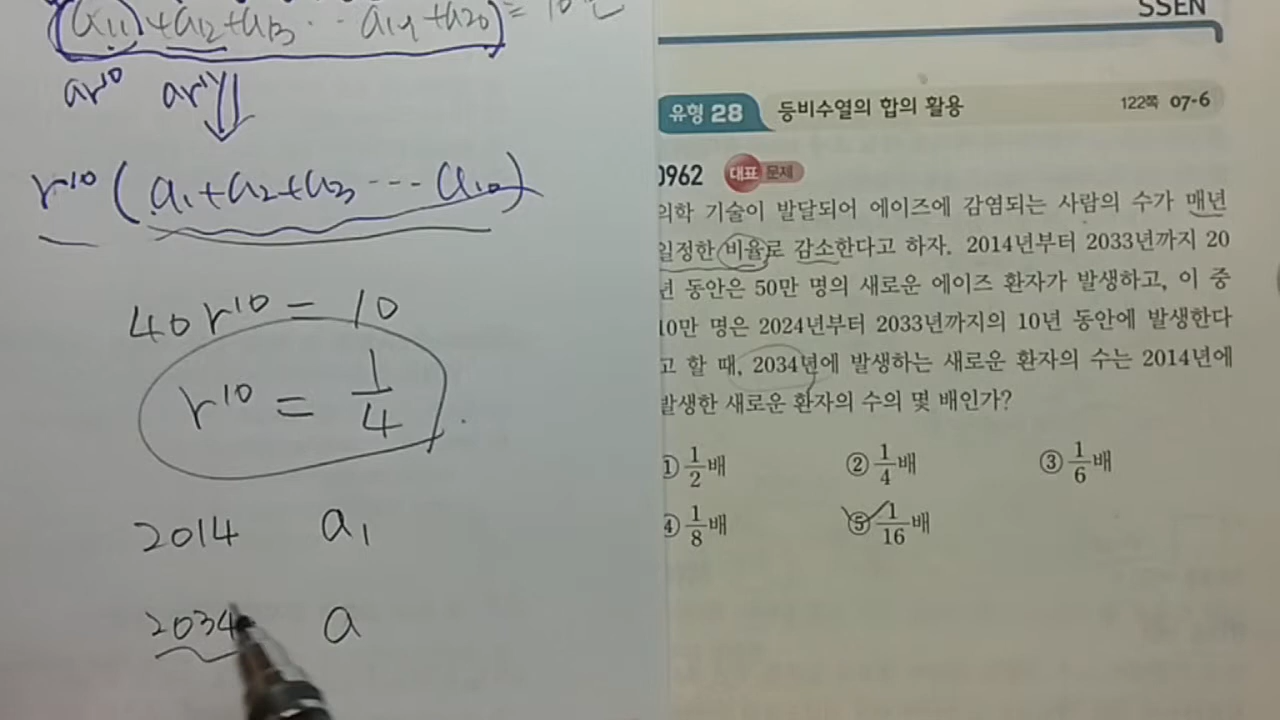 (a11)+a12+a13 ⋯ a19+a20) = 10만
ar¹⁰ ar¹¹
r¹⁰ (a₁+a₂+a₃ ⋯ a₁₀)
40r¹⁰ = 10
r¹⁰ = 1/4
2014 a₁
2034 a
SSEN
유형 28 등비수열의 합의 활용 122쪽 07-6
0962 대표 문제
의학 기술이 발달되어 에이즈에 감염되는 사람의 수가 매년
일정한 비율로 감소한다고 하자. 2014년부터 2033년까지 20
년 동안은 50만 명의 새로운 에이즈 환자가 발생하고, 이 중
10만 명은 2024년부터 2033년까지의 10년 동안에 발생한다
고 할 때, 2034년에 발생하는 새로운 환자의 수는 2014년에
발생한 새로운 환자의 수의 몇 배인가?
① 1/2배 ② 1/4배 ③ 1/6배
④ 1/8배 ⑤ 1/16배